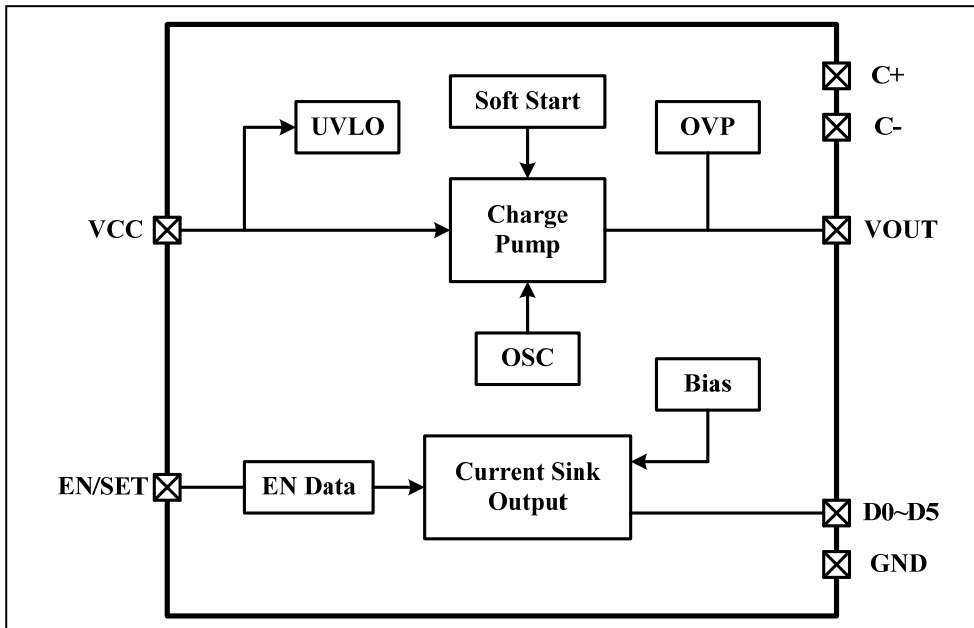 C+
Soft Start
UVLO
OVP
C-
VCC
Charge
Pump
VOUT
OSC
Bias
EN/SET
EN Data
Current Sink
Output
D0~D5
GND